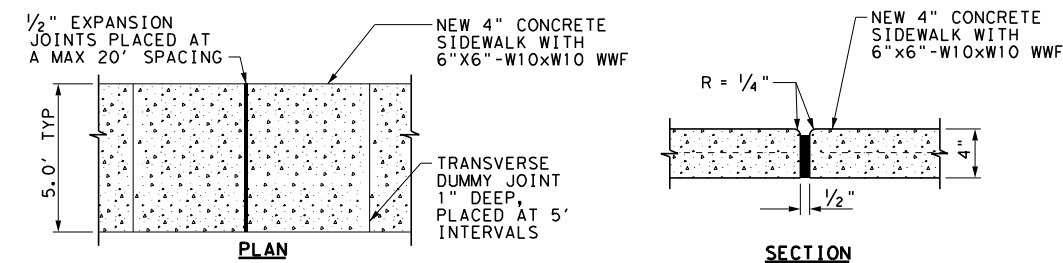 ½" EXPANSION
JOINTS PLACED AT
A MAX 20' SPACING
NEW 4" CONCRETE
SIDEWALK WITH
6"X6"-W10xW10 WWF
5.0' TYP
TRANSVERSE
DUMMY JOINT
1" DEEP,
PLACED AT 5'
INTERVALS
PLAN
NEW 4" CONCRETE
SIDEWALK WITH
6"x6"-W10xW10 WWF
R = ¼"
4"
½"
SECTION